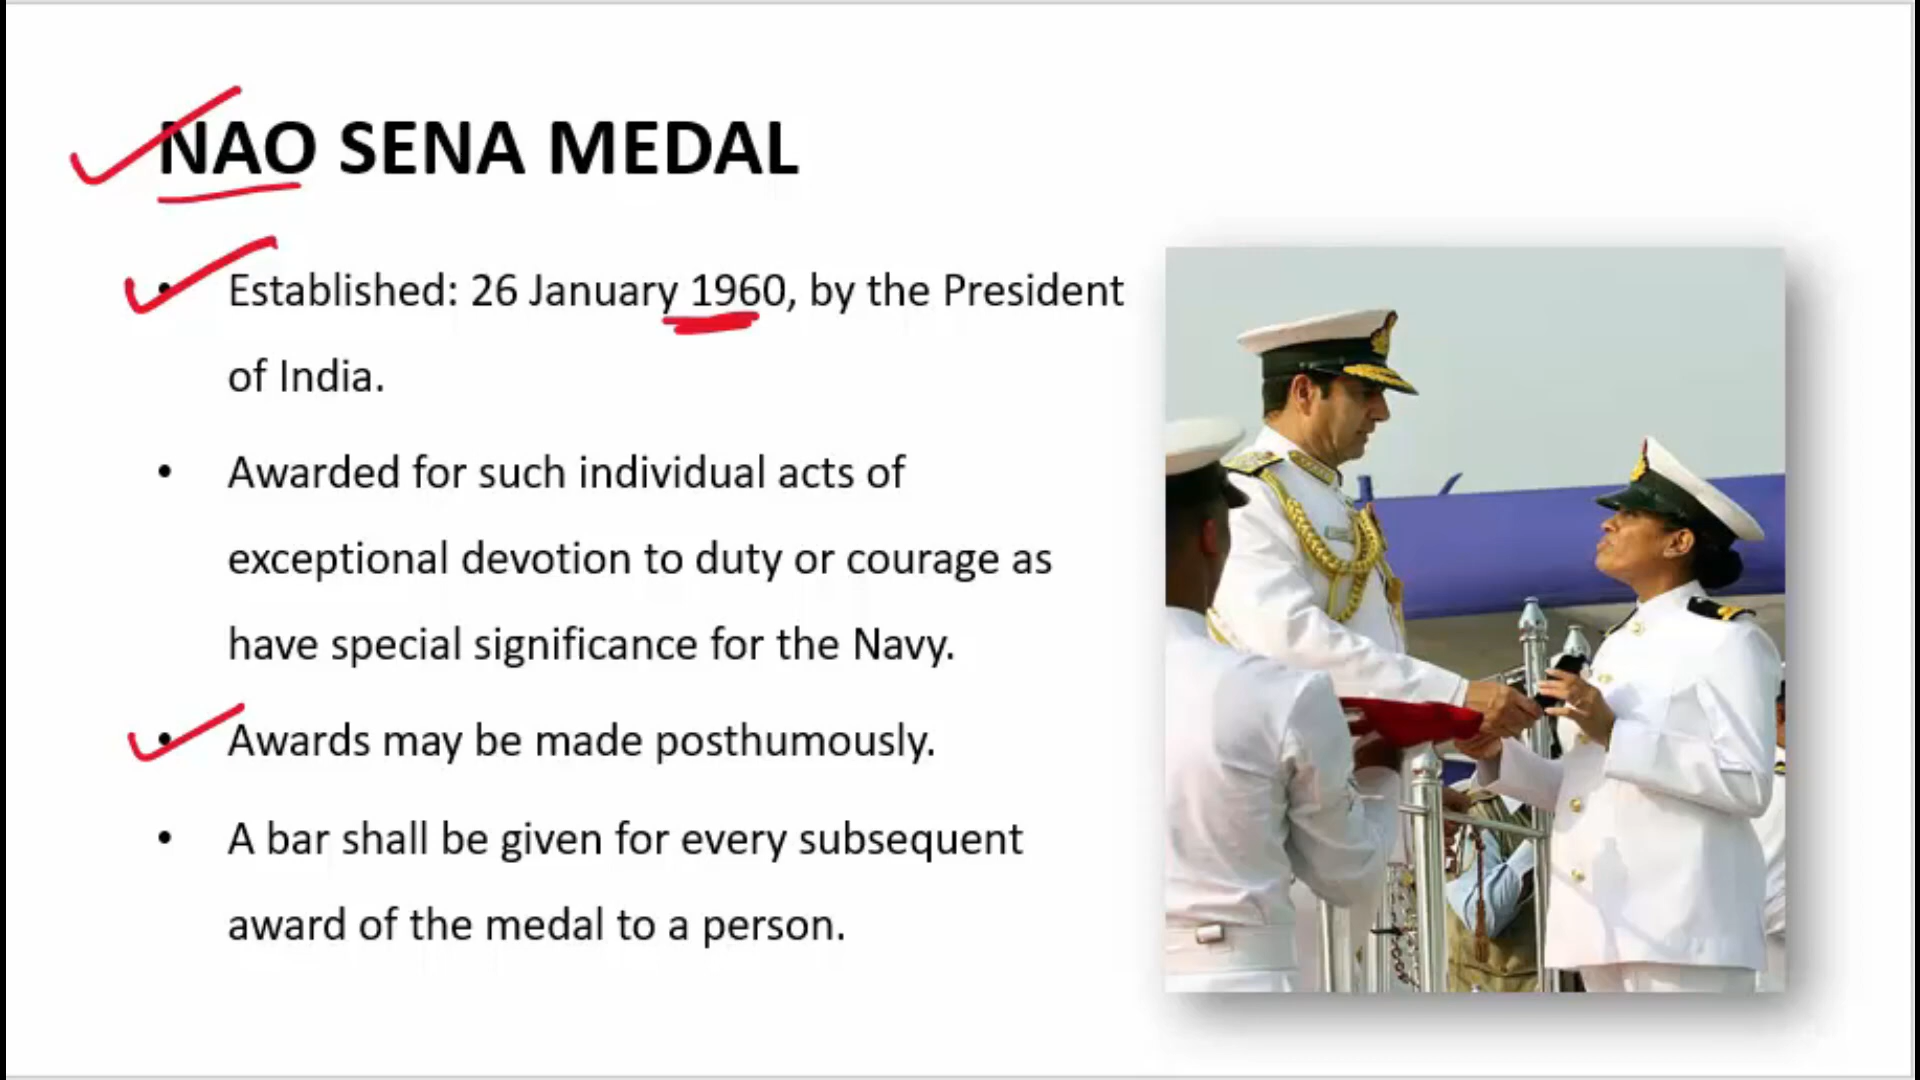 NAO SENA MEDAL
• Established: 26 January 1960, by the President
of India.
• Awarded for such individual acts of
exceptional devotion to duty or courage as
have special significance for the Navy.
• Awards may be made posthumously.
• A bar shall be given for every subsequent
award of the medal to a person.